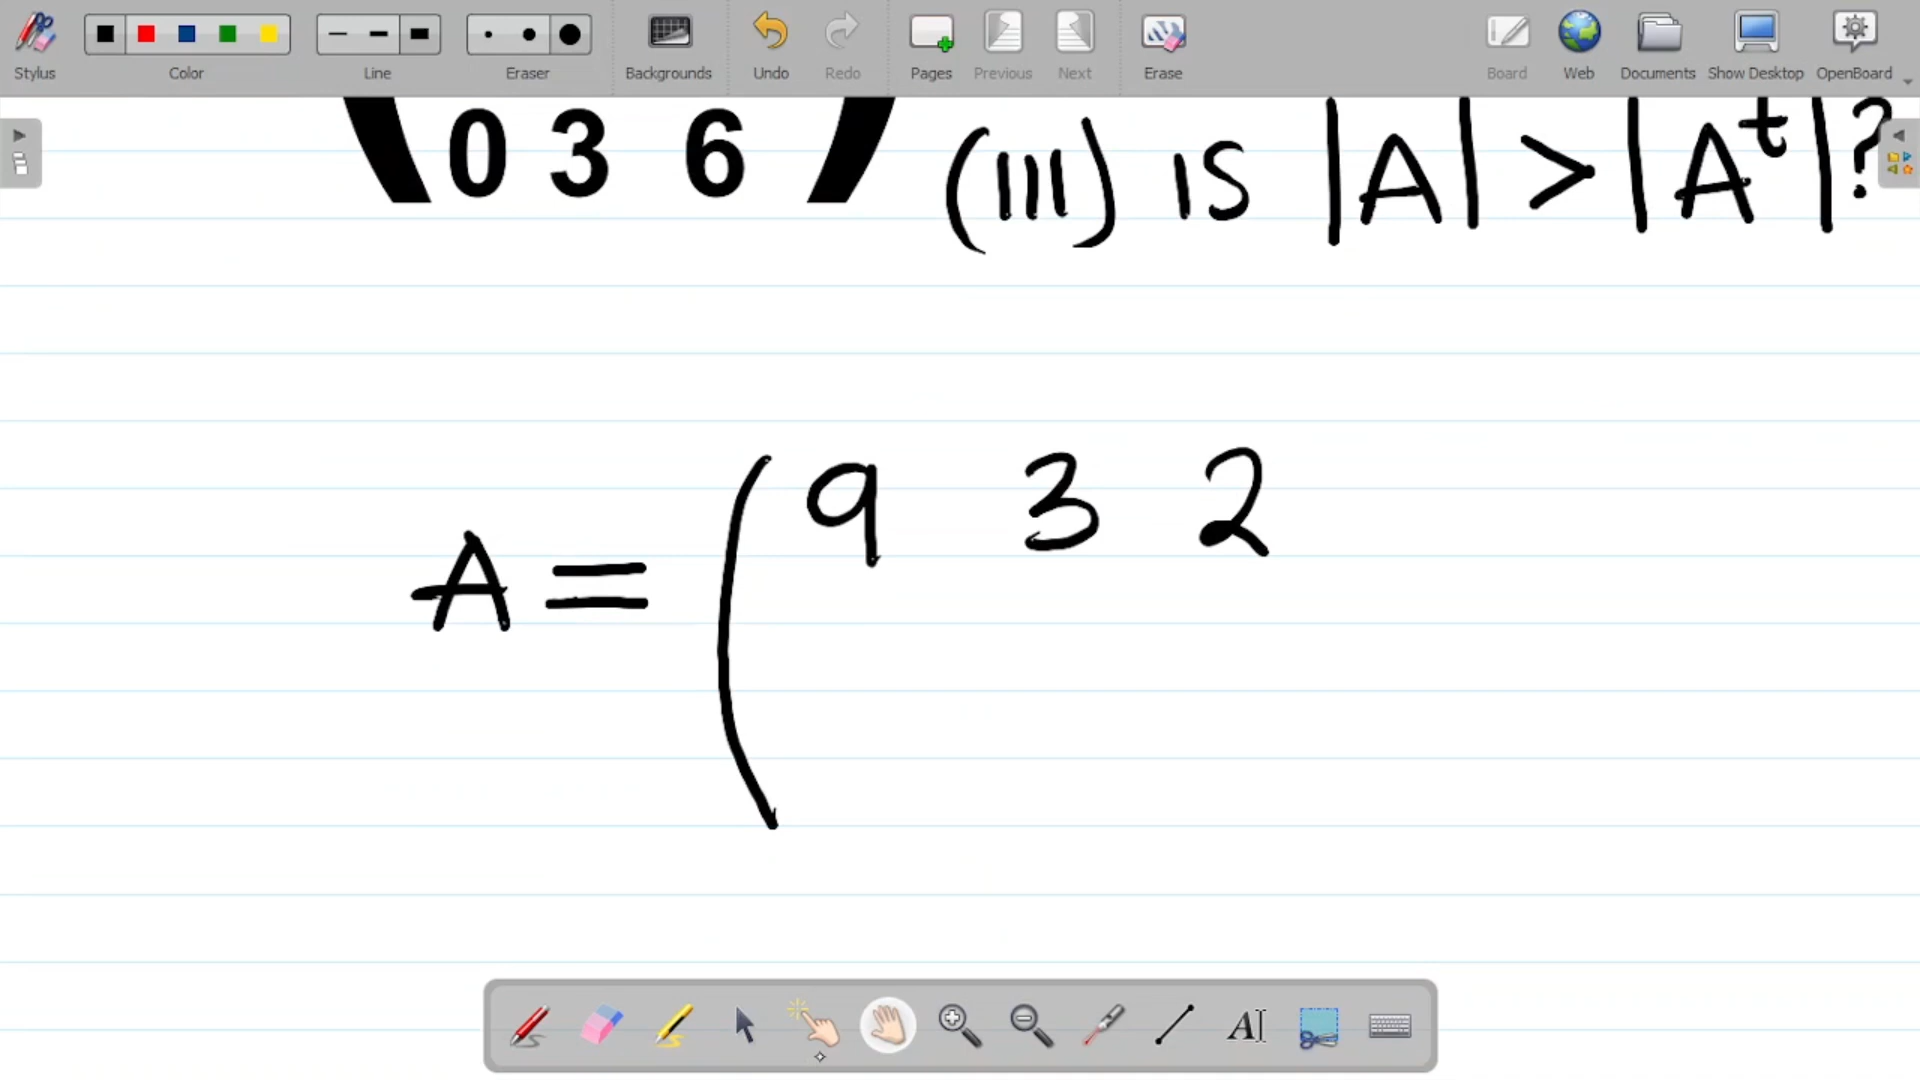 Stylus Color Line Eraser Backgrounds Undo Redo Pages Previous Next Erase Board Web Documents Show Desktop OpenBoard
0 3 6 (III) IS |A| > |Aᵗ| ?
9 3 2
A = (